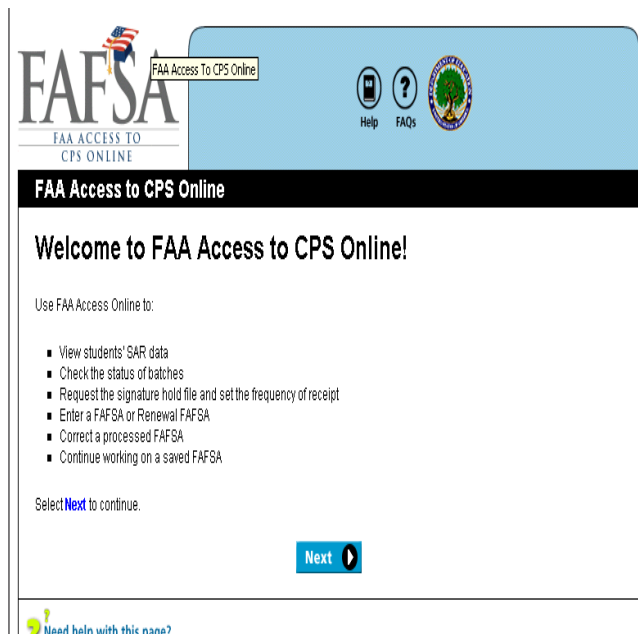 FAFSA
FAA ACCESS TO
CPS ONLINE
FAA Access To CPS Online
Help
FAQs
FAA Access to CPS Online
Welcome to FAA Access to CPS Online!
Use FAA Access Online to:
View students' SAR data
Check the status of batches
Request the signature hold file and set the frequency of receipt
Enter a FAFSA or Renewal FAFSA
Correct a processed FAFSA
Continue working on a saved FAFSA
Select Next to continue.
Next
Need help with this page?